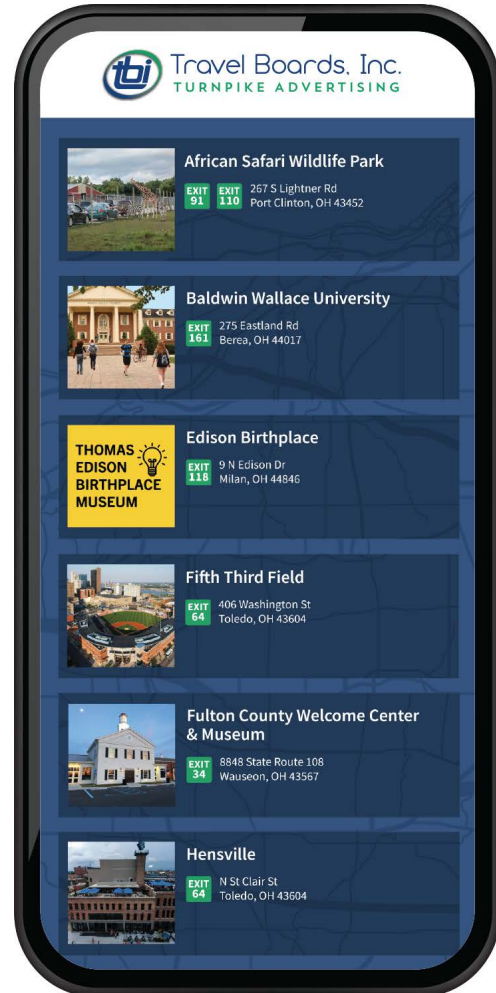 tbi Travel Boards, Inc.
TURNPIKE ADVERTISING
African Safari Wildlife Park
EXIT 91 EXIT 110 267 S Lightner Rd
Port Clinton, OH 43452
Baldwin Wallace University
EXIT 161 275 Eastland Rd
Berea, OH 44017
THOMAS
EDISON
BIRTHPLACE
MUSEUM
Edison Birthplace
EXIT 118 9 N Edison Dr
Milan, OH 44846
Fifth Third Field
EXIT 64 406 Washington St
Toledo, OH 43604
Fulton County Welcome Center
& Museum
EXIT 34 8848 State Route 108
Wauseon, OH 43567
Hensville
EXIT 64 N St Clair St
Toledo, OH 43604